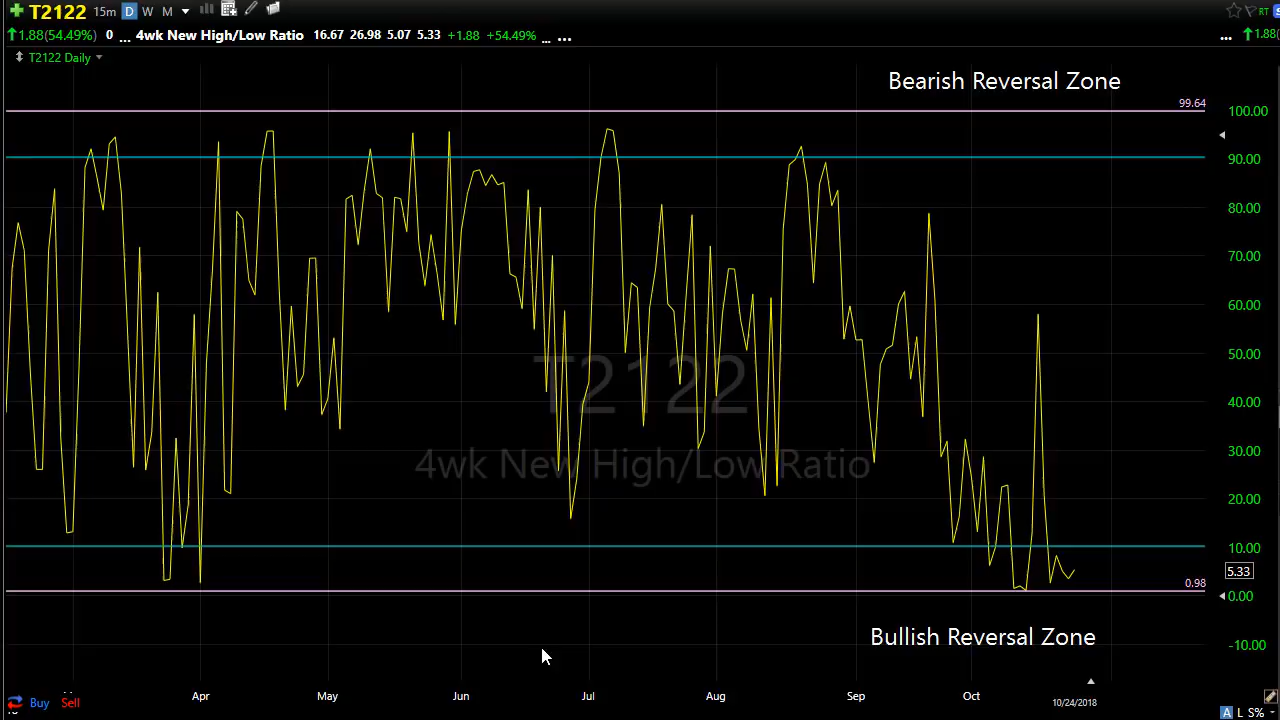 T2122 15m D W M
1.88(54.49%) 0 ... 4wk New High/Low Ratio 16.67 26.98 5.07 5.33 +1.88 +54.49% ... ... ... 1.88(
RT
T2122 Daily
Bearish Reversal Zone
99.64
100.00
90.00
80.00
70.00
60.00
50.00
40.00
30.00
20.00
10.00
5.33
0.98
0.00
-10.00
T2122
4wk New High/Low Ratio
Bullish Reversal Zone
Apr May Jun Jul Aug Sep Oct
10/24/2018
Buy Sell
A L S%